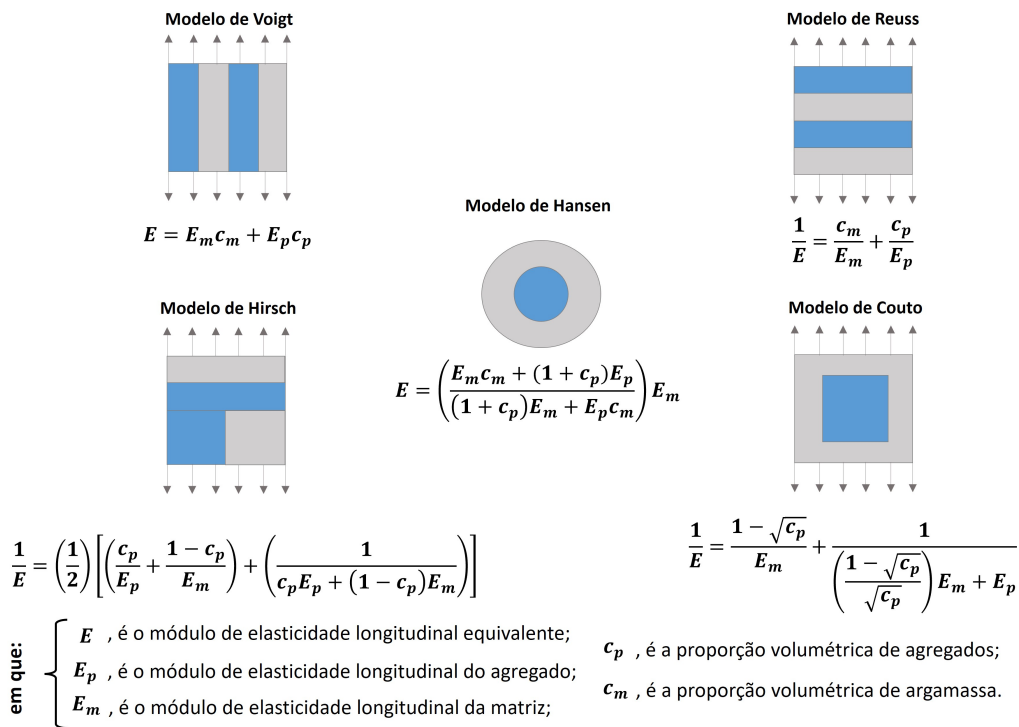 Modelo de Voigt
E = E_m c_m + E_p c_p
Modelo de Reuss
1/E = c_m/E_m + c_p/E_p
Modelo de Hansen
E = ((E_m c_m + (1 + c_p)E_p)/((1 + c_p)E_m + E_p c_m)) E_m
Modelo de Hirsch
1/E = (1/2)[(c_p/E_p + (1 − c_p)/E_m) + (1/(c_p E_p + (1 − c_p)E_m))]
Modelo de Couto
1/E = (1 − √c_p)/E_m + 1/(((1 − √c_p)/√c_p) E_m + E_p)
em que:
E , é o módulo de elasticidade longitudinal equivalente;
E_p , é o módulo de elasticidade longitudinal do agregado;
E_m , é o módulo de elasticidade longitudinal da matriz;
c_p , é a proporção volumétrica de agregados;
c_m , é a proporção volumétrica de argamassa.